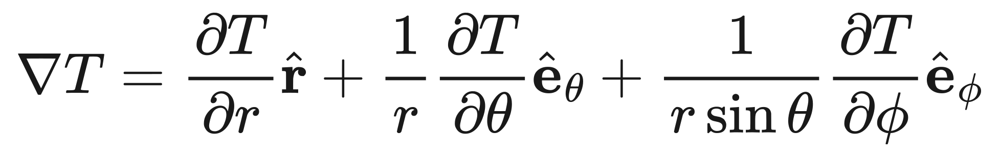 ∇T = ∂T/∂r r̂ + 1/r ∂T/∂θ ê_θ + 1/(r sin θ) ∂T/∂ϕ ê_ϕ